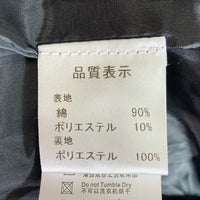 品質表示
表地
綿 90%
ポリエステル 10%
裏地
ポリエステル 100%
Do not Tumble Dry
不可以洗衣机烘干